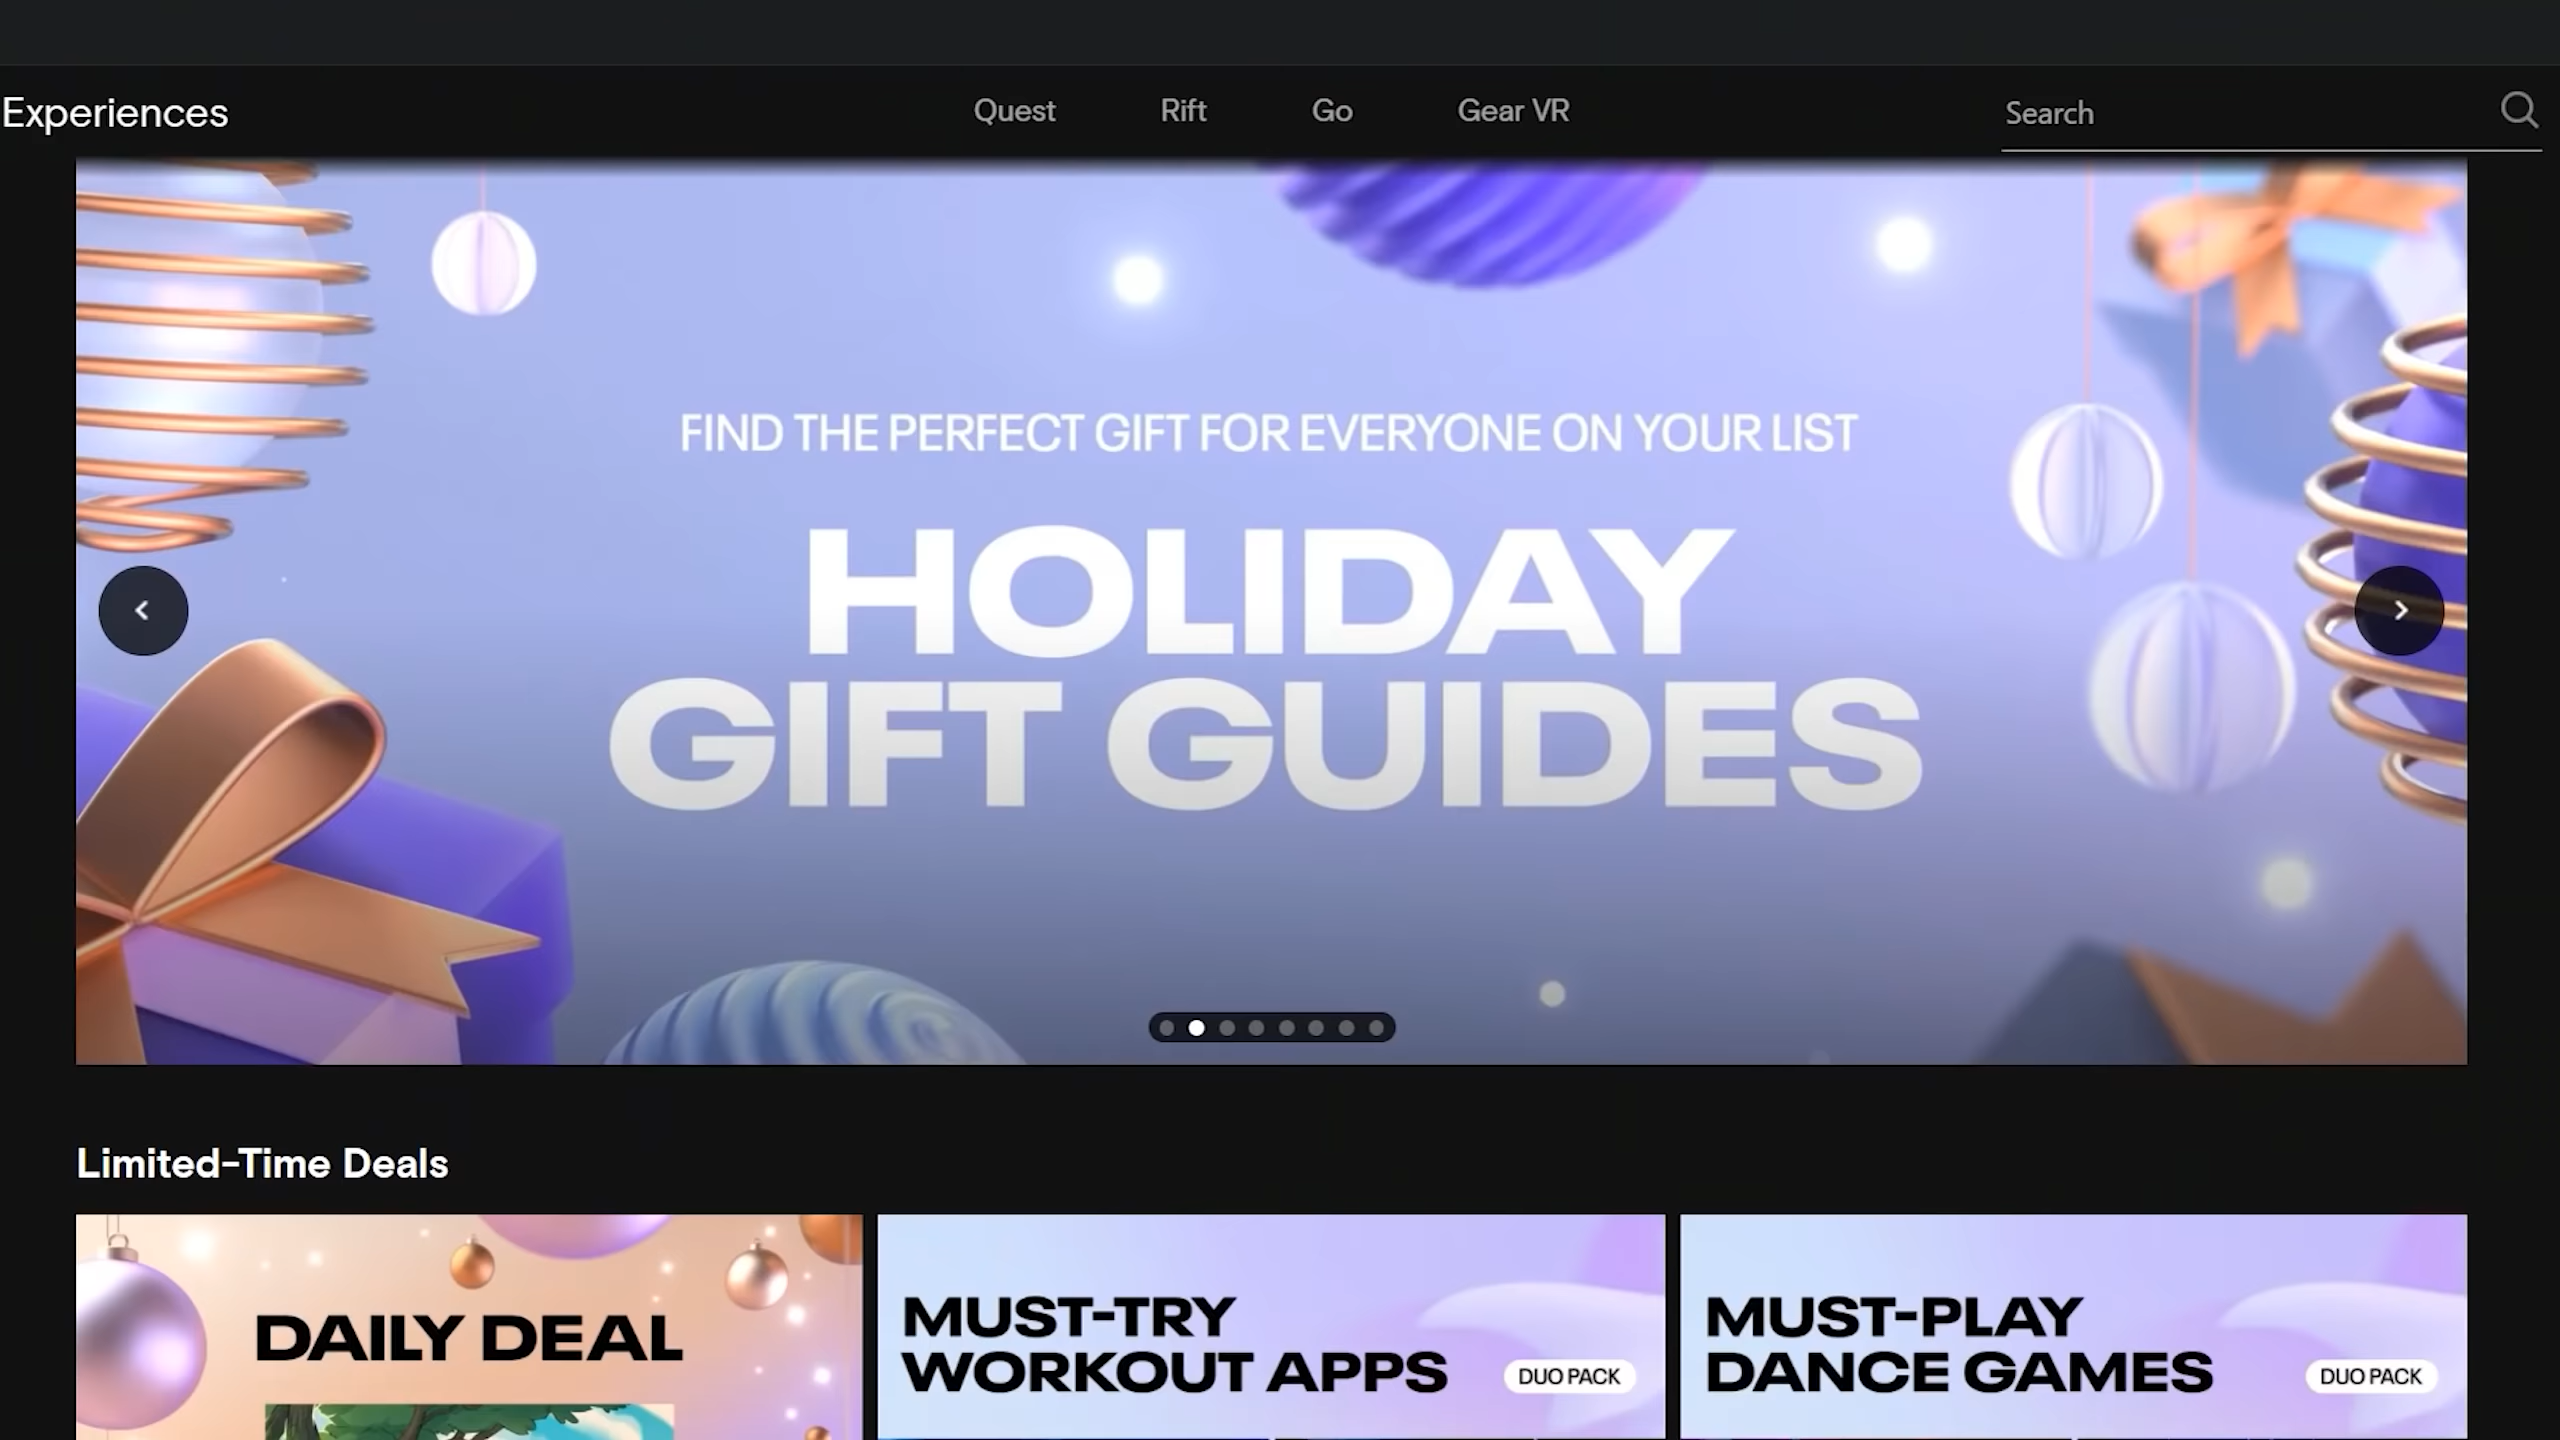 Experiences
Quest
Rift
Go
Gear VR
Search
FIND THE PERFECT GIFT FOR EVERYONE ON YOUR LIST
HOLIDAY
GIFT GUIDES
Limited-Time Deals
DAILY DEAL
MUST-TRY
WORKOUT APPS
DUO PACK
MUST-PLAY
DANCE GAMES
DUO PACK